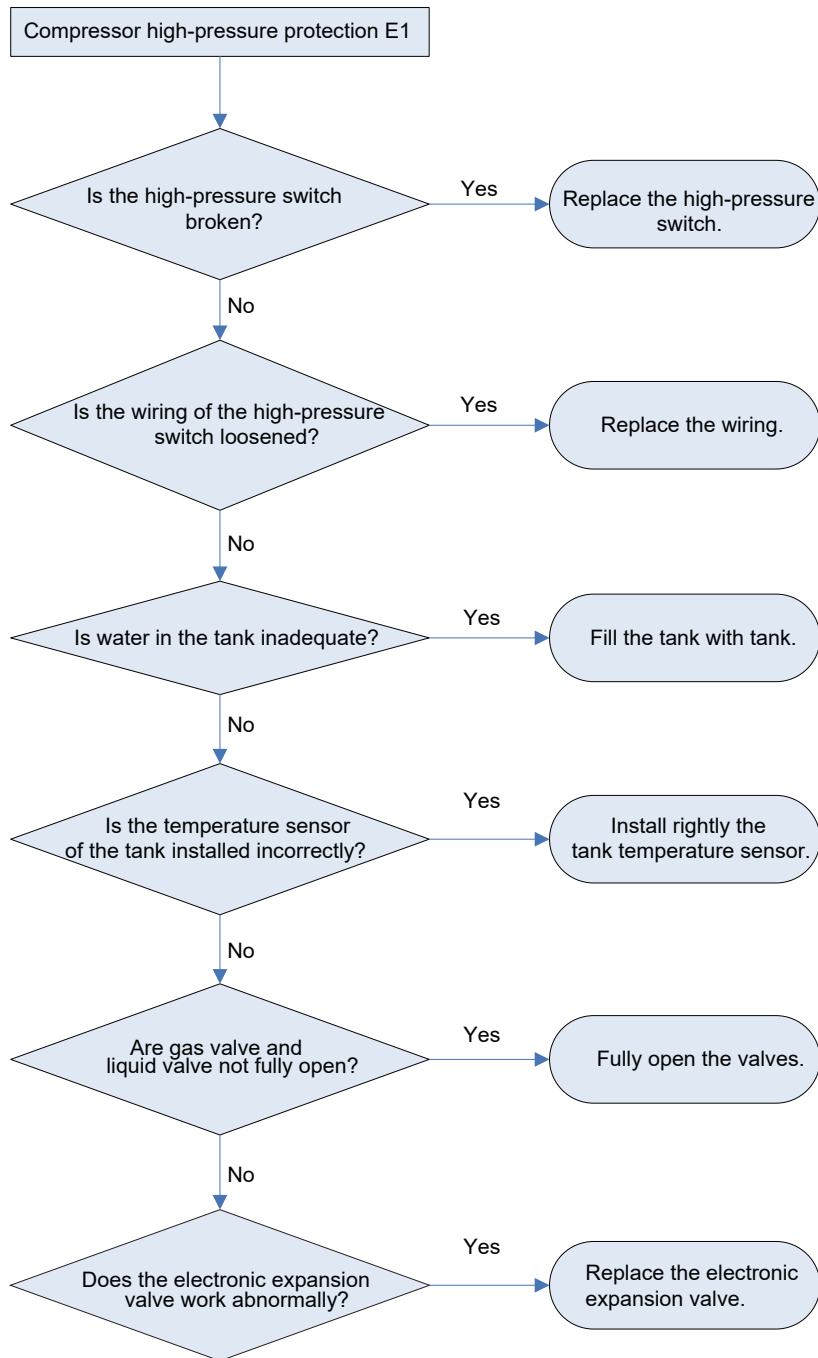 Compressor high-pressure protection E1
Is the high-pressure switch
broken?
Yes
Replace the high-pressure
switch.
No
Is the wiring of the high-pressure
switch loosened?
Yes
Replace the wiring.
No
Is water in the tank inadequate?
Yes
Fill the tank with tank.
No
Is the temperature sensor
of the tank installed incorrectly?
Yes
Install rightly the
tank temperature sensor.
No
Are gas valve and
liquid valve not fully open?
Yes
Fully open the valves.
No
Does the electronic expansion
valve work abnormally?
Yes
Replace the electronic
expansion valve.